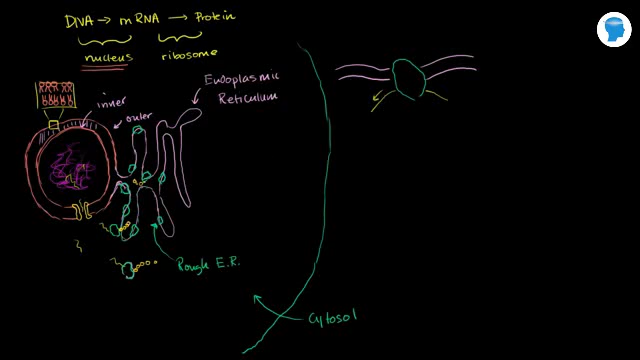 DNA → mRNA → Protein
nucleus ribosome
inner
outer
Endoplasmic
Reticulum
Rough E.R.
Cytosol